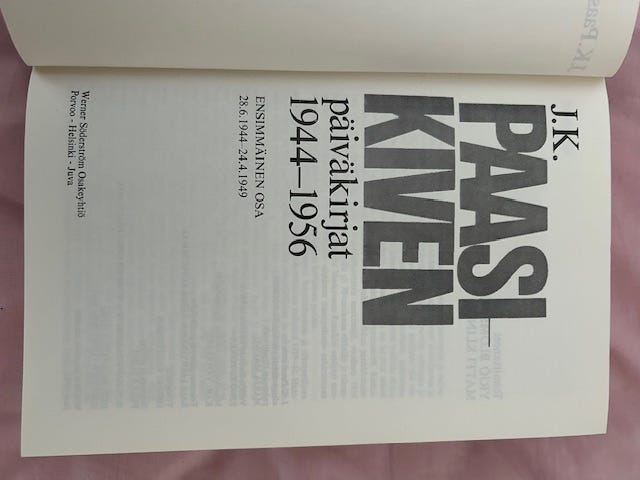 J.K.
PAASI–
KIVEN
päiväkirjat
1944–1956
ENSIMMÄINEN OSA
28.6.1944–24.4.1949
Werner Söderström Osakeyhtiö
Porvoo - Helsinki - Juva
J.K. Paas